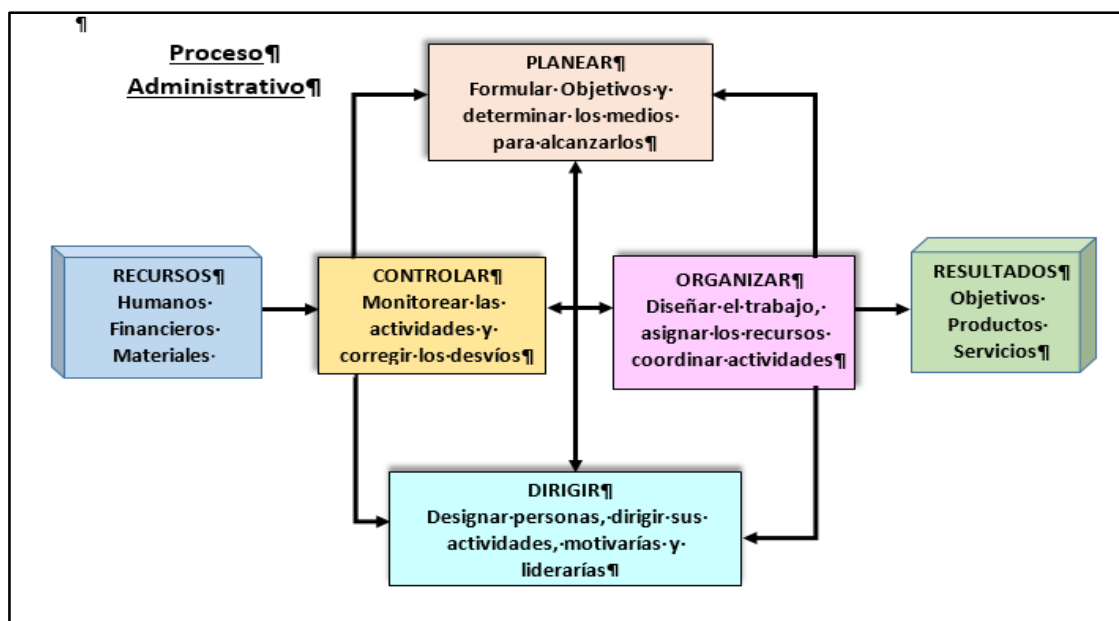 ¶
Proceso¶
Administrativo¶
PLANEAR¶
Formular·Objetivos·y·
determinar·los·medios·
para·alcanzarlos¶
RECURSOS¶
Humanos·
Financieros·
Materiales·
CONTROLAR¶
Monitorear·las·
actividades·y·
corregir·los·desvíos¶
ORGANIZAR¶
Diseñar·el·trabajo,·
asignar·los·recursos·
coordinar·actividades¶
RESULTADOS¶
Objetivos·
Productos·
Servicios¶
DIRIGIR¶
Designar·personas,·dirigir·sus·
actividades,·motivarías·y·
liderarías¶